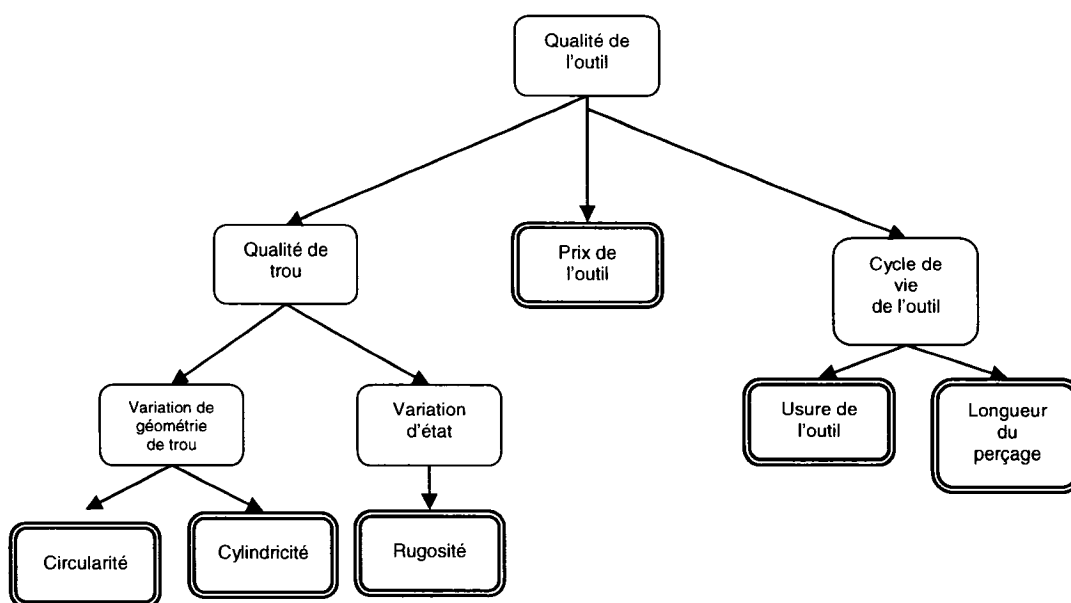 Qualité de
l'outil
Qualité de
trou
Prix de
l'outil
Cycle de
vie
de l'outil
Variation de
géométrie
de trou
Variation
d'état
Usure de
l'outil
Longueur
du
perçage
Circularité
Cylindricité
Rugosité